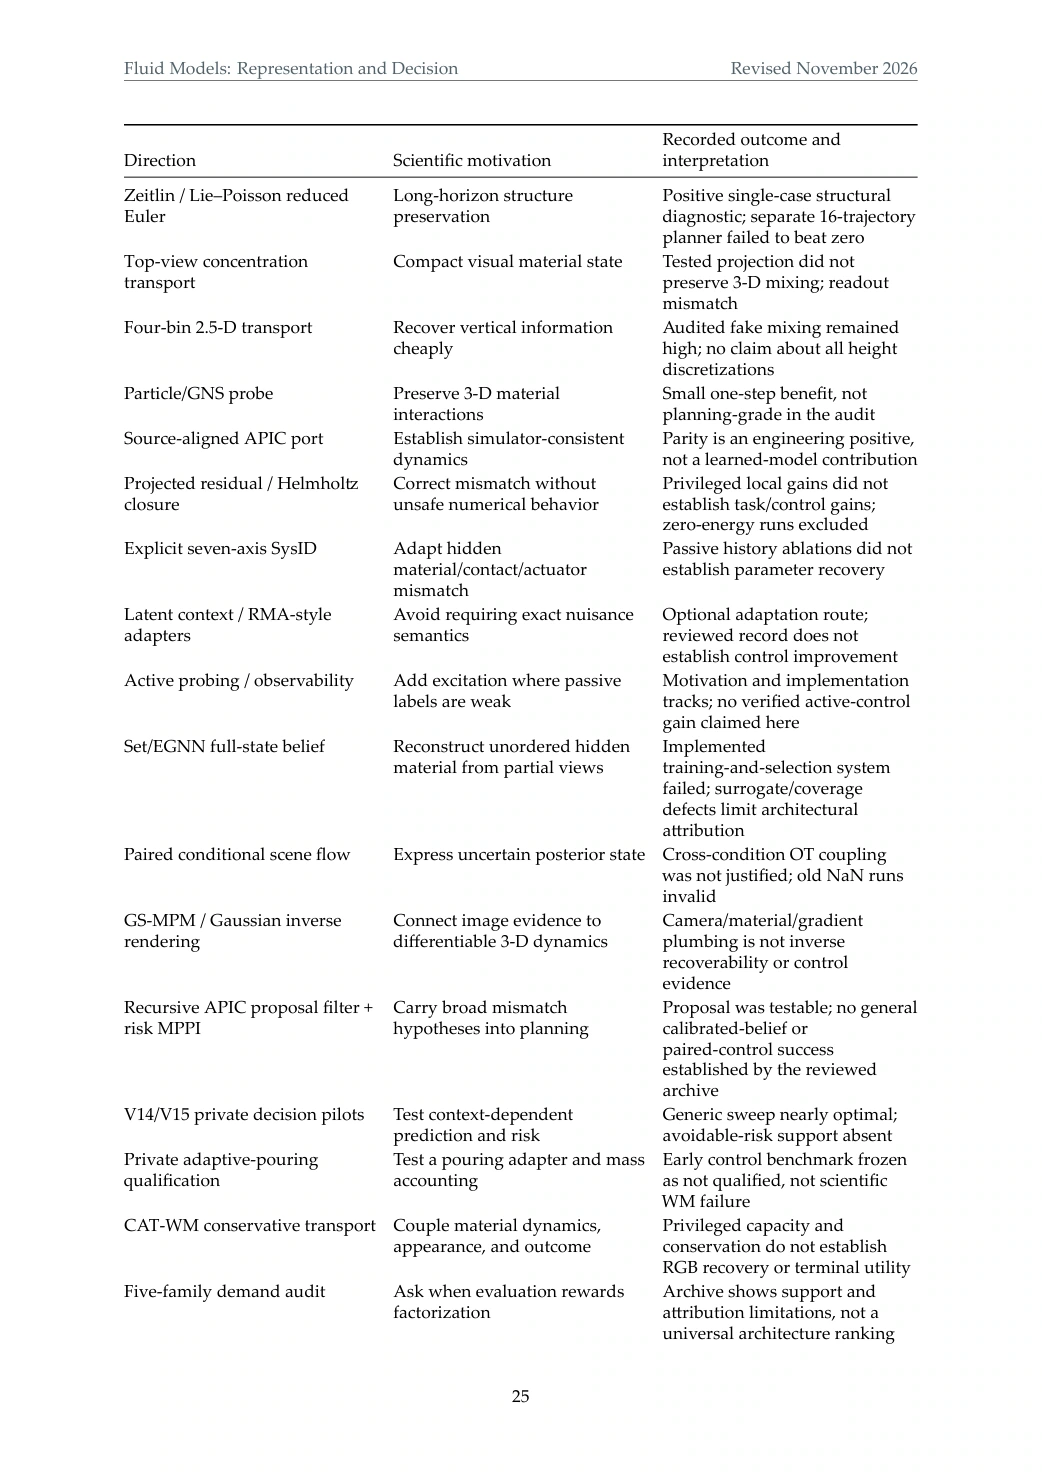 Fluid Models: Representation and Decision
Revised November 2026
Direction
Scientific motivation
Recorded outcome and
interpretation
Zeitlin / Lie–Poisson reduced
Euler
Long-horizon structure
preservation
Positive single-case structural
diagnostic; separate 16-trajectory
planner failed to beat zero
Top-view concentration
transport
Compact visual material state
Tested projection did not
preserve 3-D mixing; readout
mismatch
Four-bin 2.5-D transport
Recover vertical information
cheaply
Audited fake mixing remained
high; no claim about all height
discretizations
Particle/GNS probe
Preserve 3-D material
interactions
Small one-step benefit, not
planning-grade in the audit
Source-aligned APIC port
Establish simulator-consistent
dynamics
Parity is an engineering positive,
not a learned-model contribution
Projected residual / Helmholtz
closure
Correct mismatch without
unsafe numerical behavior
Privileged local gains did not
establish task/control gains;
zero-energy runs excluded
Explicit seven-axis SysID
Adapt hidden
material/contact/actuator
mismatch
Passive history ablations did not
establish parameter recovery
Latent context / RMA-style
adapters
Avoid requiring exact nuisance
semantics
Optional adaptation route;
reviewed record does not
establish control improvement
Active probing / observability
Add excitation where passive
labels are weak
Motivation and implementation
tracks; no verified active-control
gain claimed here
Set/EGNN full-state belief
Reconstruct unordered hidden
material from partial views
Implemented
training-and-selection system
failed; surrogate/coverage
defects limit architectural
attribution
Paired conditional scene flow
Express uncertain posterior state
Cross-condition OT coupling
was not justified; old NaN runs
invalid
GS-MPM / Gaussian inverse
rendering
Connect image evidence to
differentiable 3-D dynamics
Camera/material/gradient
plumbing is not inverse
recoverability or control
evidence
Recursive APIC proposal filter +
risk MPPI
Carry broad mismatch
hypotheses into planning
Proposal was testable; no general
calibrated-belief or
paired-control success
established by the reviewed
archive
V14/V15 private decision pilots
Test context-dependent
prediction and risk
Generic sweep nearly optimal;
avoidable-risk support absent
Private adaptive-pouring
qualification
Test a pouring adapter and mass
accounting
Early control benchmark frozen
as not qualified, not scientific
WM failure
CAT-WM conservative transport
Couple material dynamics,
appearance, and outcome
Privileged capacity and
conservation do not establish
RGB recovery or terminal utility
Five-family demand audit
Ask when evaluation rewards
factorization
Archive shows support and
attribution limitations, not a
universal architecture ranking
25